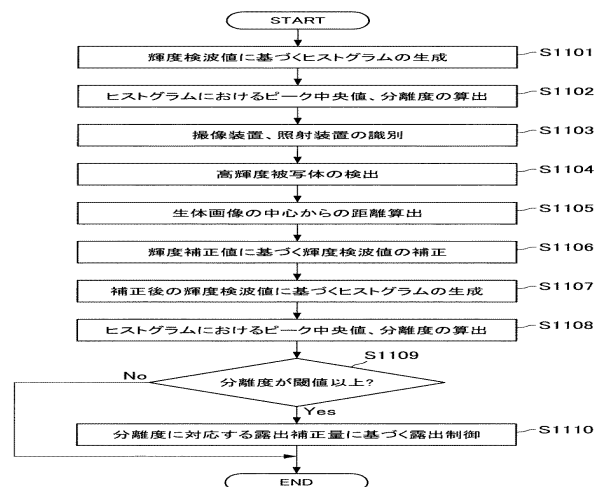 START
輝度検波値に基づくヒストグラムの生成 S1101
ヒストグラムにおけるピーク中央値、分離度の算出 S1102
撮像装置、照射装置の識別 S1103
高輝度被写体の検出 S1104
生体画像の中心からの距離算出 S1105
輝度補正値に基づく輝度検波値の補正 S1106
補正後の輝度検波値に基づくヒストグラムの生成 S1107
ヒストグラムにおけるピーク中央値、分離度の算出 S1108
S1109
No 分離度が閾値以上?
Yes
分離度に対応する露出補正量に基づく露出制御 S1110
END